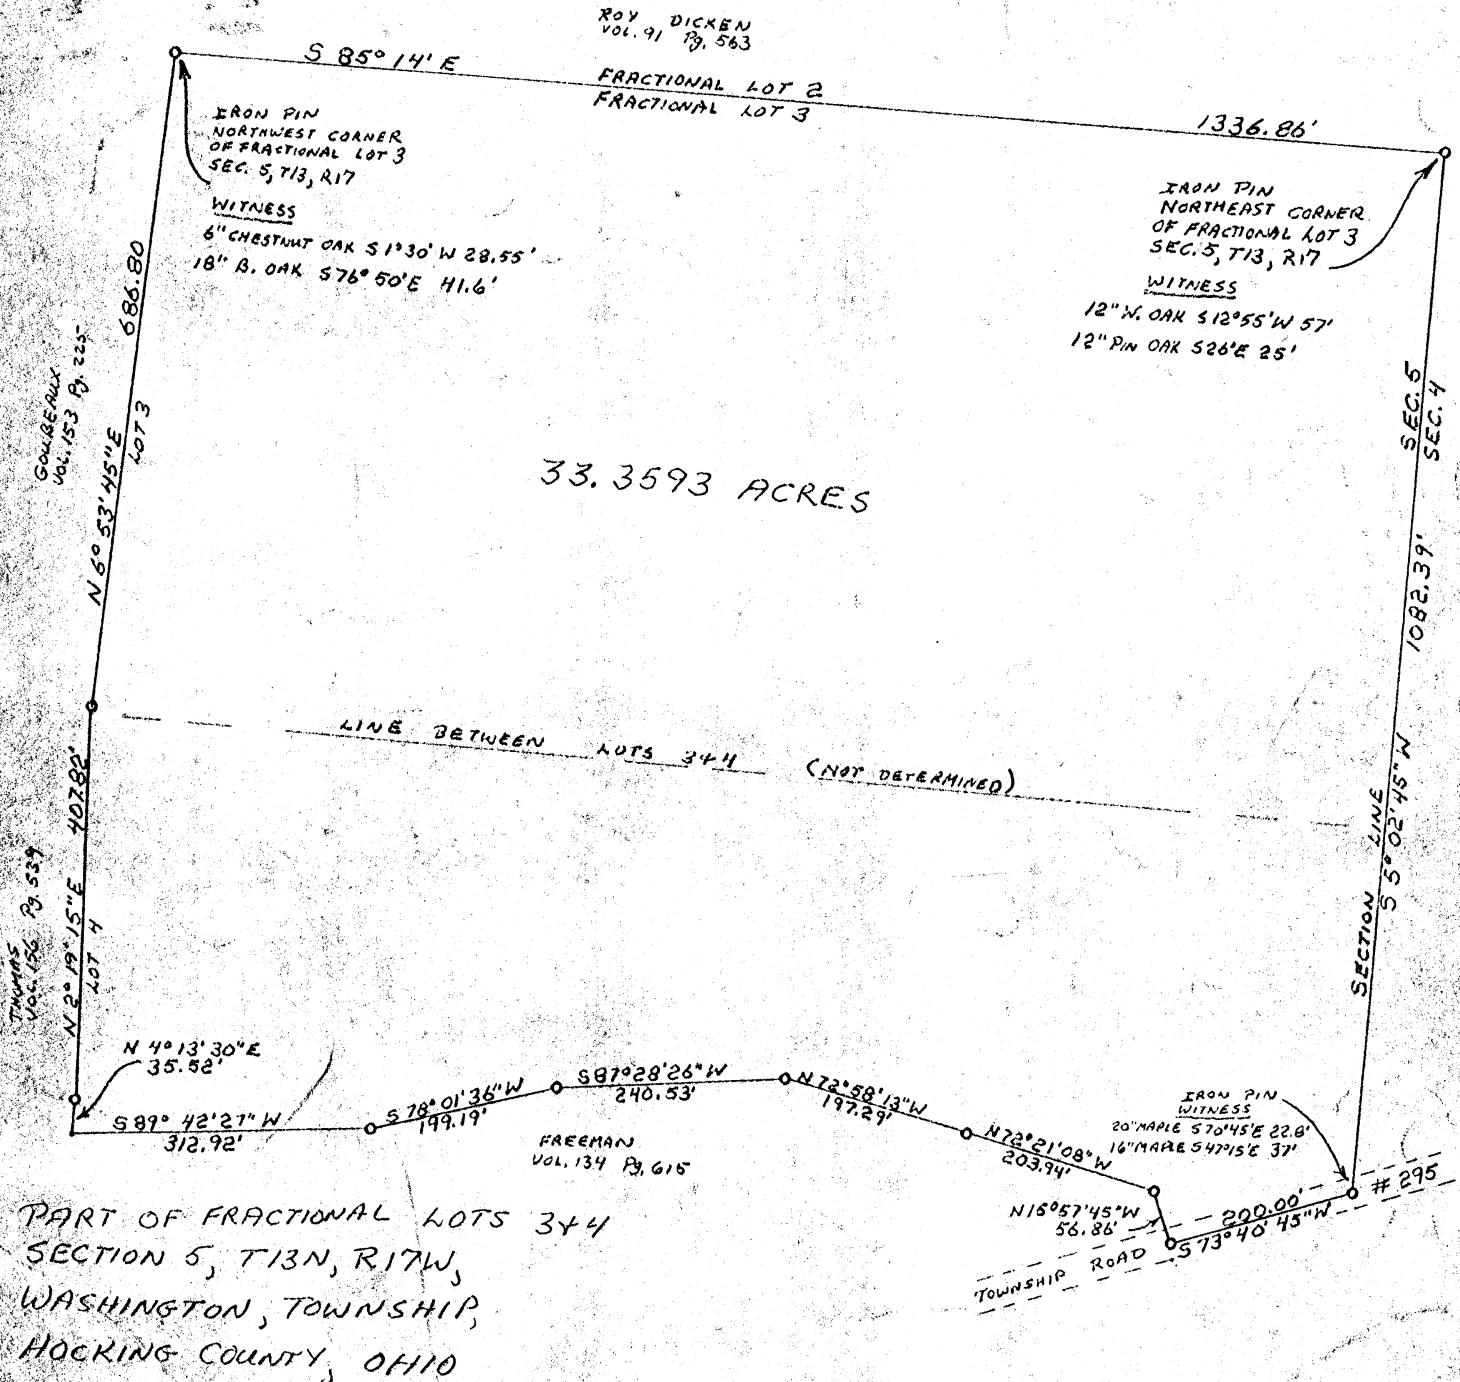 ROY DICKEN
VOL. 91 Pg. 563
S 85° 14' E
FRACTIONAL LOT 2
FRACTIONAL LOT 3
1336.86'
IRON PIN
NORTHWEST CORNER
OF FRACTIONAL LOT 3
SEC. 5, T13, R17
WITNESS
6" CHESTNUT OAK S 1°30' W 28.55'
18" B. OAK S 76° 50' E 41.6'
IRON PIN
NORTHEAST CORNER
OF FRACTIONAL LOT 3
SEC. 5, T13, R17
WITNESS
12" W. OAK S 12°55' W 57'
12" PIN OAK S 26° E 25'
686.80
N 6° 53' 45" E
LOT 3
GOUBEAUX
VOL. 153 Pg. 225
33.3593 ACRES
SEC. 5
SEC. 4
1082.39'
S 5° 02' 45" W
SECTION LINE
LINE BETWEEN LOTS 3+4 (NOT DETERMINED)
407.82'
N 2° 19' 15" E
LOT 4
THOMAS
VOL. 156 Pg. 539
N 4° 13' 30" E
35.52'
S 89° 42' 27" W
312.92'
S 78° 01' 36" W
199.19'
S 87° 28' 26" W
240.53'
N 72° 58' 13" W
197.29'
N 72° 21' 08" W
203.94'
FREEMAN
VOL. 134 Pg. 615
IRON PIN
WITNESS
20" MAPLE S 70°45' E 22.8'
16" MAPLE S 47°15' E 37'
N 15° 57' 45" W
56.86'
200.00'
S 73° 40' 45" W
# 295
TOWNSHIP ROAD
PART OF FRACTIONAL LOTS 3+4
SECTION 5, T13N, R17W,
WASHINGTON, TOWNSHIP,
HOCKING COUNTY, OHIO